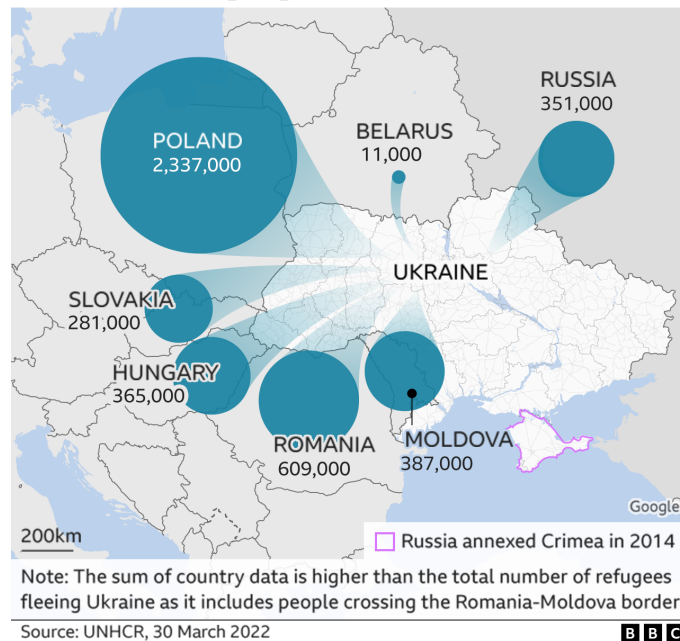 RUSSIA
351,000
BELARUS
11,000
POLAND
2,337,000
UKRAINE
SLOVAKIA
281,000
HUNGARY
365,000
ROMANIA
609,000
MOLDOVA
387,000
Google
200km
Russia annexed Crimea in 2014
Note: The sum of country data is higher than the total number of refugees
fleeing Ukraine as it includes people crossing the Romania-Moldova border
Source: UNHCR, 30 March 2022
BBC